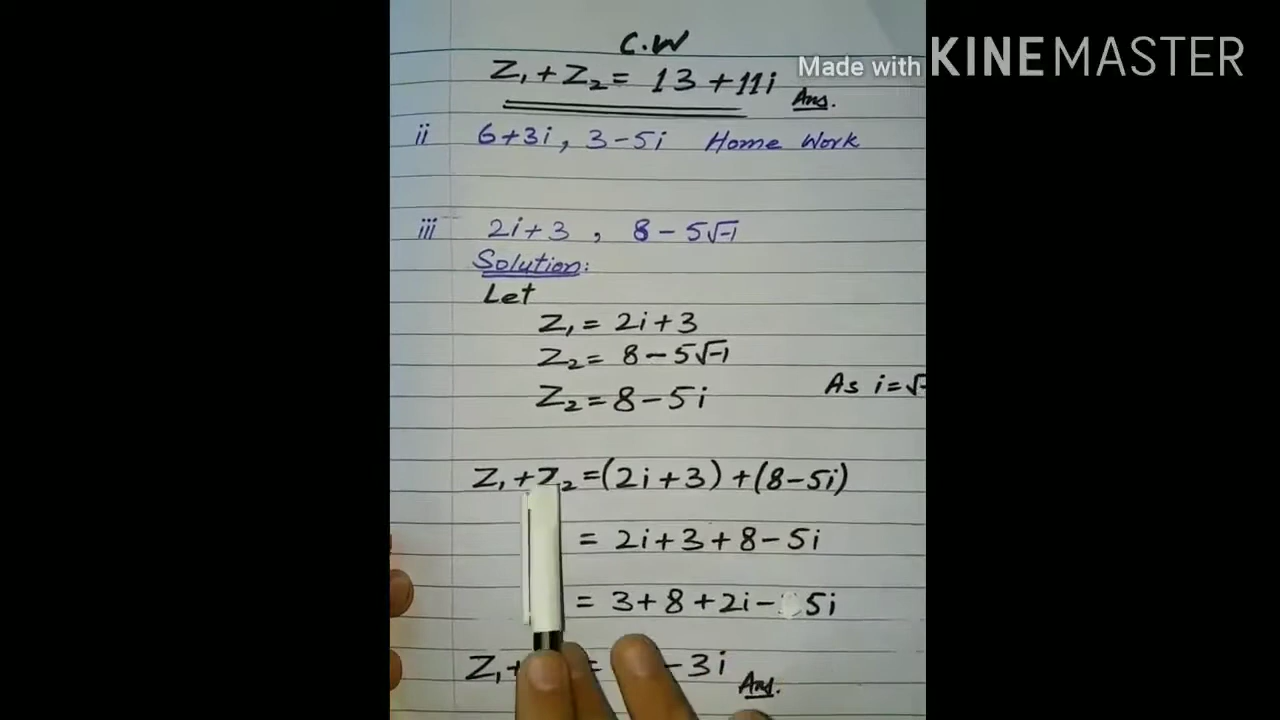 C.W
Z₁ + Z₂ = 13 + 11i Ans.
Made with KINEMASTER
ii 6+3i, 3-5i Home Work
iii 2i+3, 8-5√-1
Solution:
Let
Z₁ = 2i+3
Z₂ = 8-5√-1
Z₂ = 8-5i As i=√-
Z₁+Z₂ = (2i+3)+(8-5i)
= 2i+3+8-5i
= 3+8+2i-5i
Z₁+ = -3i Ans.